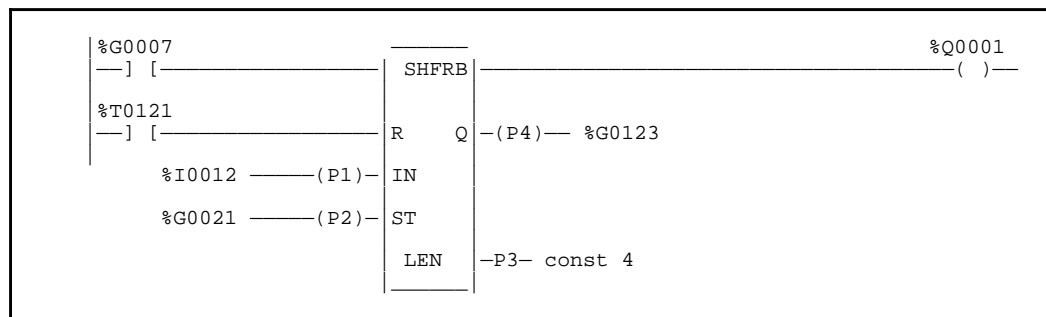 %G0007 %Q0001
] [ SHFRB ( )
%T0121
] [ R Q (P4) %G0123
%I0012 (P1) IN
%G0021 (P2) ST
LEN P3 const 4